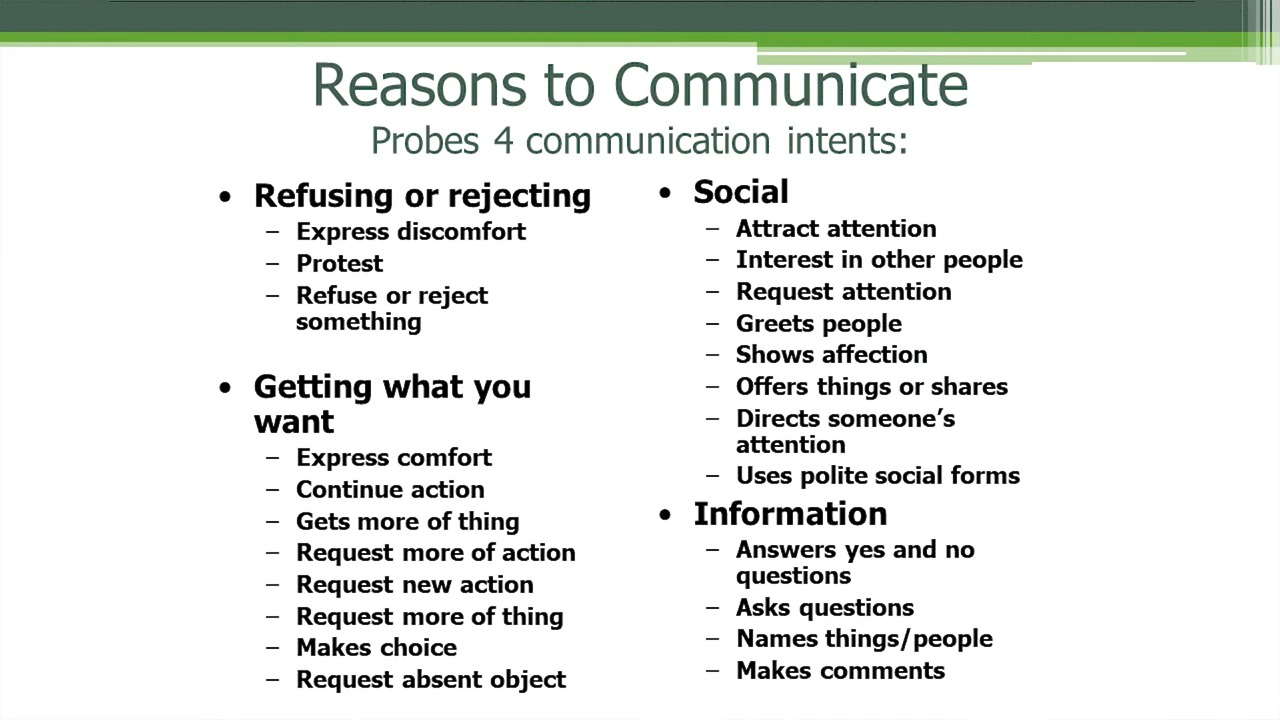 Reasons to Communicate
Probes 4 communication intents:
• Refusing or rejecting
– Express discomfort
– Protest
– Refuse or reject
something
• Getting what you
want
– Express comfort
– Continue action
– Gets more of thing
– Request more of action
– Request new action
– Request more of thing
– Makes choice
– Request absent object
• Social
– Attract attention
– Interest in other people
– Request attention
– Greets people
– Shows affection
– Offers things or shares
– Directs someone’s
attention
– Uses polite social forms
• Information
– Answers yes and no
questions
– Asks questions
– Names things/people
– Makes comments